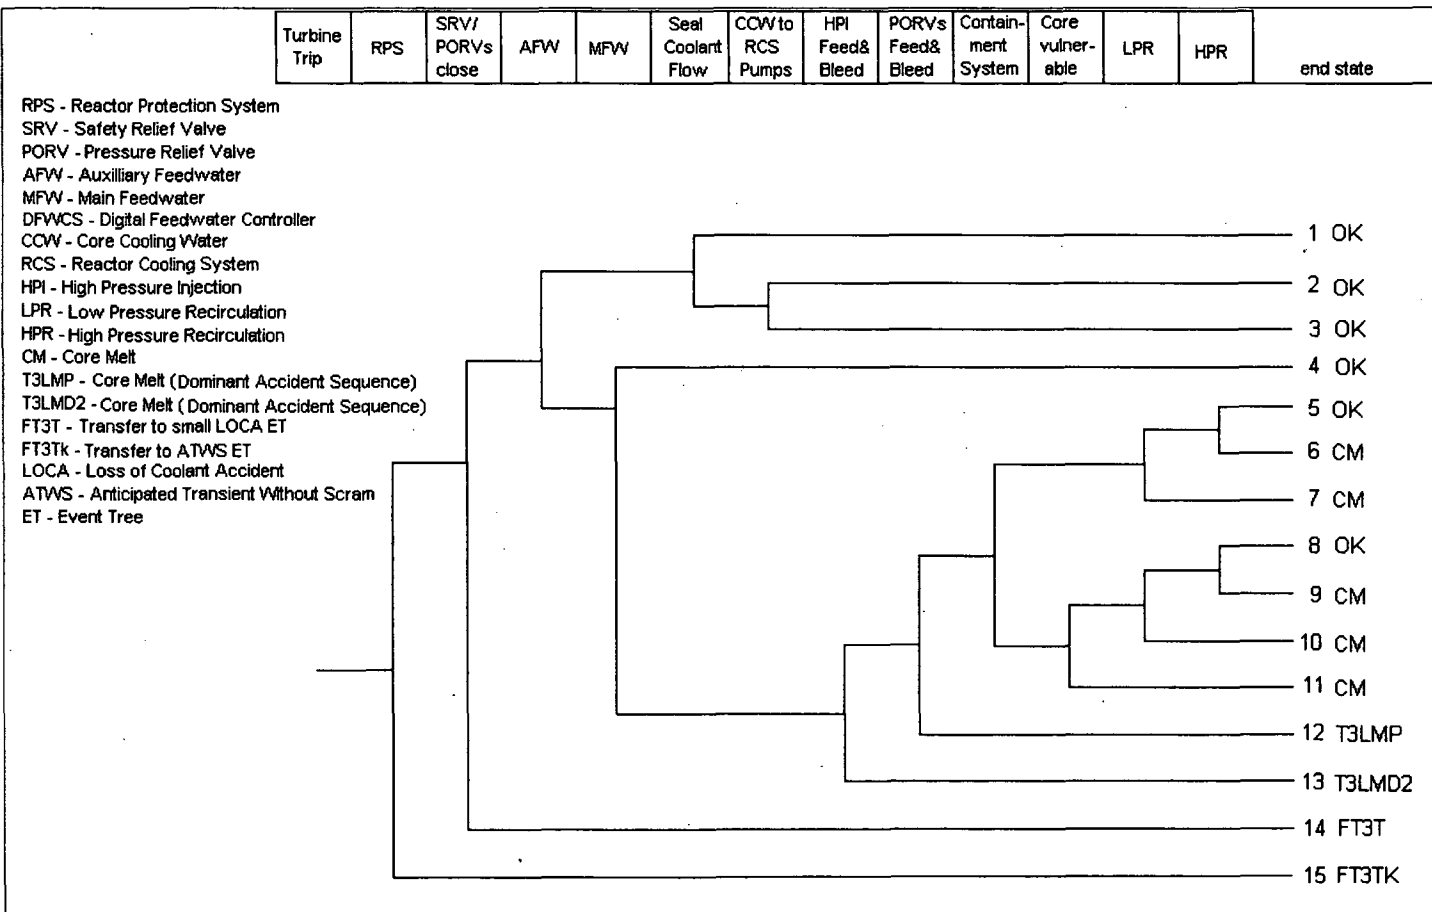 Turbine
Trip
RPS
SRV/
PORVs
close
AFW
MFW
Seal
Coolant
Flow
CCW to
RCS
Pumps
HPI
Feed&
Bleed
PORVs
Feed&
Bleed
Contain-
ment
System
Core
vulner-
able
LPR
HPR
end state
RPS - Reactor Protection System
SRV - Safety Relief Valve
PORV - Pressure Relief Valve
AFW - Auxilliary Feedwater
MFW - Main Feedwater
DFWCS - Digital Feedwater Controller
CCW - Core Cooling Water
RCS - Reactor Cooling System
HPI - High Pressure Injection
LPR - Low Pressure Recirculation
HPR - High Pressure Recirculation
CM - Core Melt
T3LMP - Core Melt (Dominant Accident Sequence)
T3LMD2 - Core Melt (Dominant Accident Sequence)
FT3T - Transfer to small LOCA ET
FT3Tk - Transfer to ATWS ET
LOCA - Loss of Coolant Accident
ATWS - Anticipated Transient Without Scram
ET - Event Tree
1 OK
2 OK
3 OK
4 OK
5 OK
6 CM
7 CM
8 OK
9 CM
10 CM
11 CM
12 T3LMP
13 T3LMD2
14 FT3T
15 FT3TK